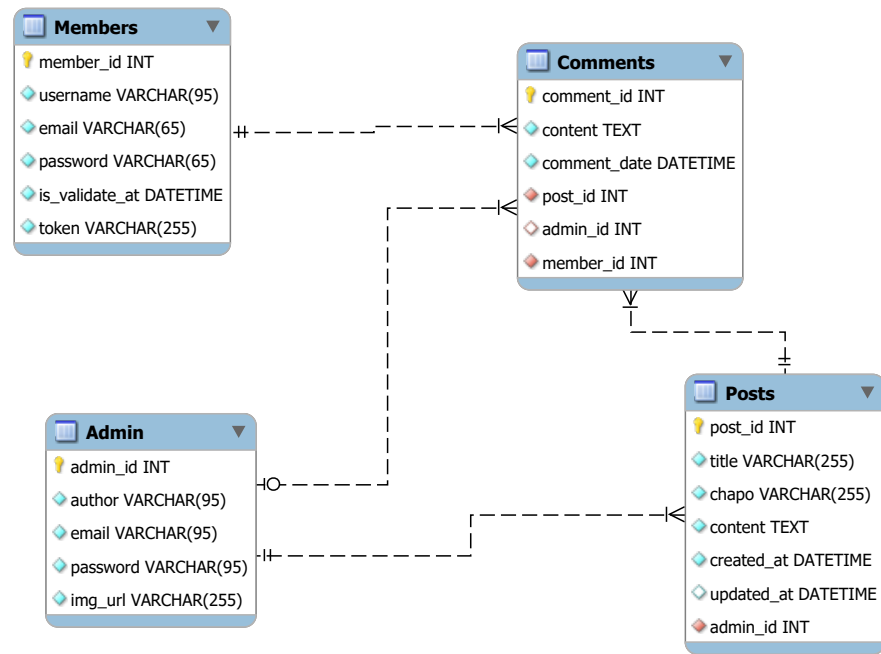 Members
member_id INT
username VARCHAR(95)
email VARCHAR(65)
password VARCHAR(65)
is_validate_at DATETIME
token VARCHAR(255)
Comments
comment_id INT
content TEXT
comment_date DATETIME
post_id INT
admin_id INT
member_id INT
Admin
admin_id INT
author VARCHAR(95)
email VARCHAR(95)
password VARCHAR(95)
img_url VARCHAR(255)
Posts
post_id INT
title VARCHAR(255)
chapo VARCHAR(255)
content TEXT
created_at DATETIME
updated_at DATETIME
admin_id INT